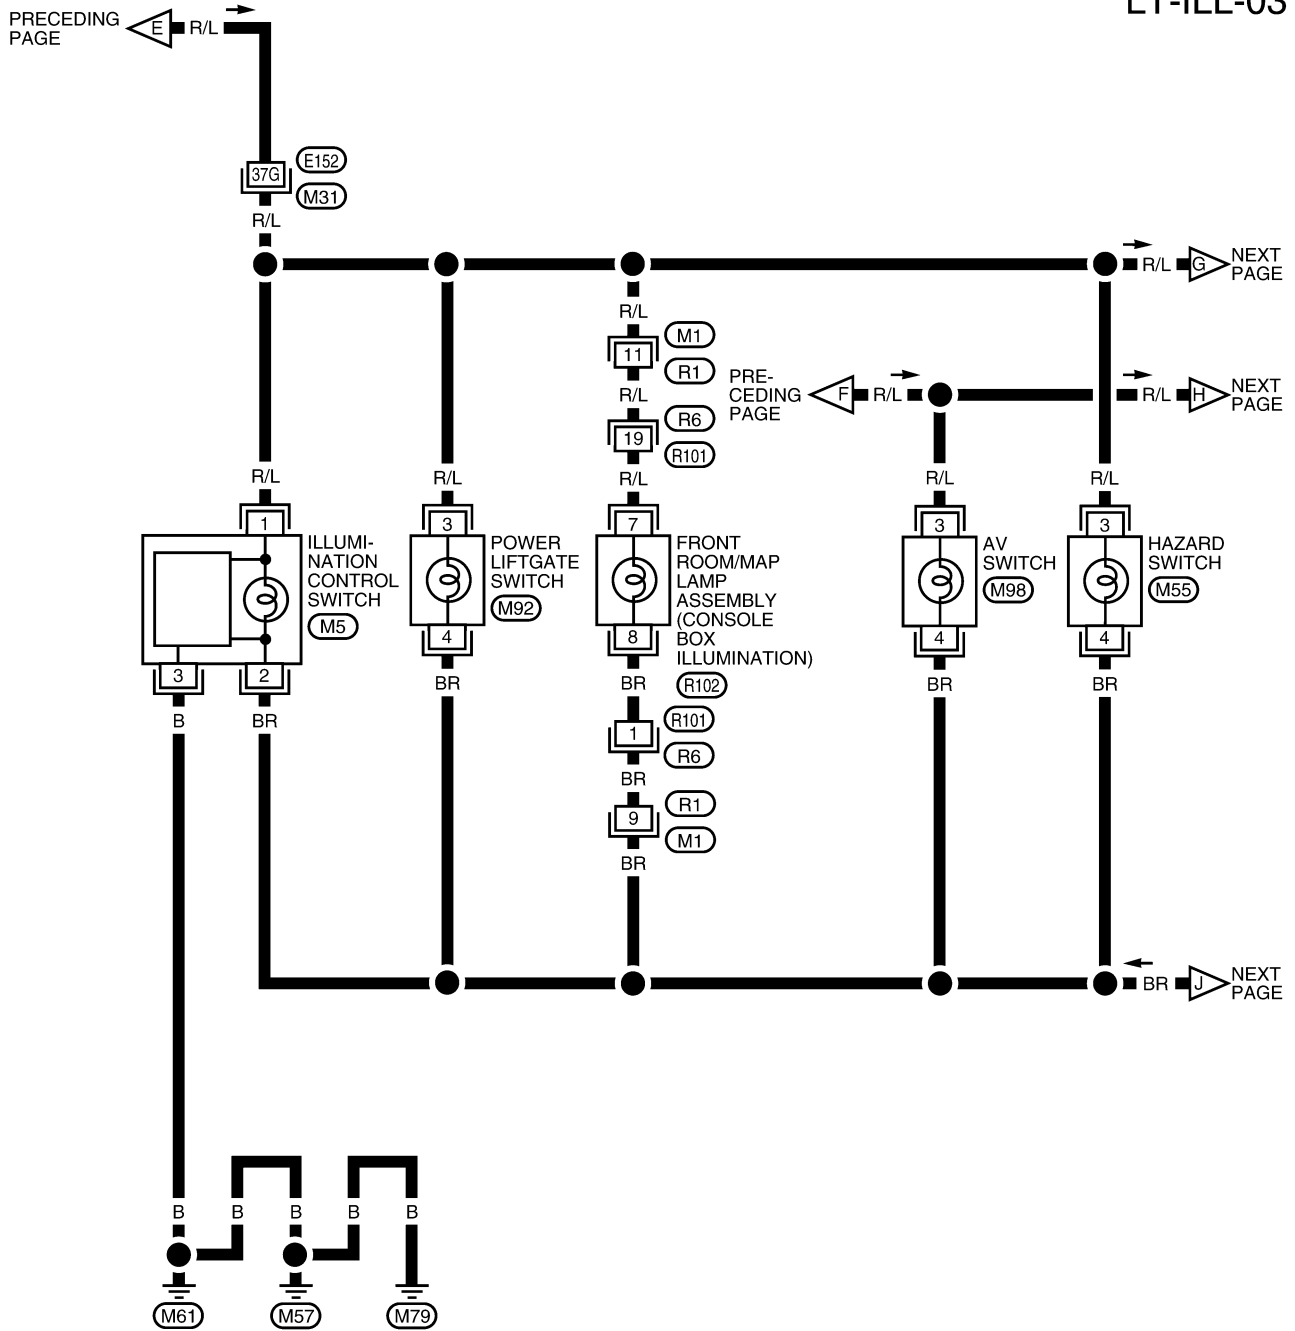 LT-ILL-03
PRECEDING
PAGE
E
R/L
37G
E152
M31
R/L
R/L
G
NEXT
PAGE
R/L
11
M1
R1
R/L
19
R6
R101
PRE-
CEDING
PAGE
F
R/L
R/L
H
NEXT
PAGE
R/L
R/L
R/L
R/L
R/L
1
ILLUMI-
NATION
CONTROL
SWITCH
M5
3
2
3
POWER
LIFTGATE
SWITCH
M92
4
7
FRONT
ROOM/MAP
LAMP
ASSEMBLY
(CONSOLE
BOX
ILLUMINATION)
R102
8
3
AV
SWITCH
M98
4
3
HAZARD
SWITCH
M55
4
B
BR
BR
BR
BR
BR
1
R101
R6
BR
9
R1
M1
BR
BR
J
NEXT
PAGE
B
B
B
B
B
M61
M57
M79